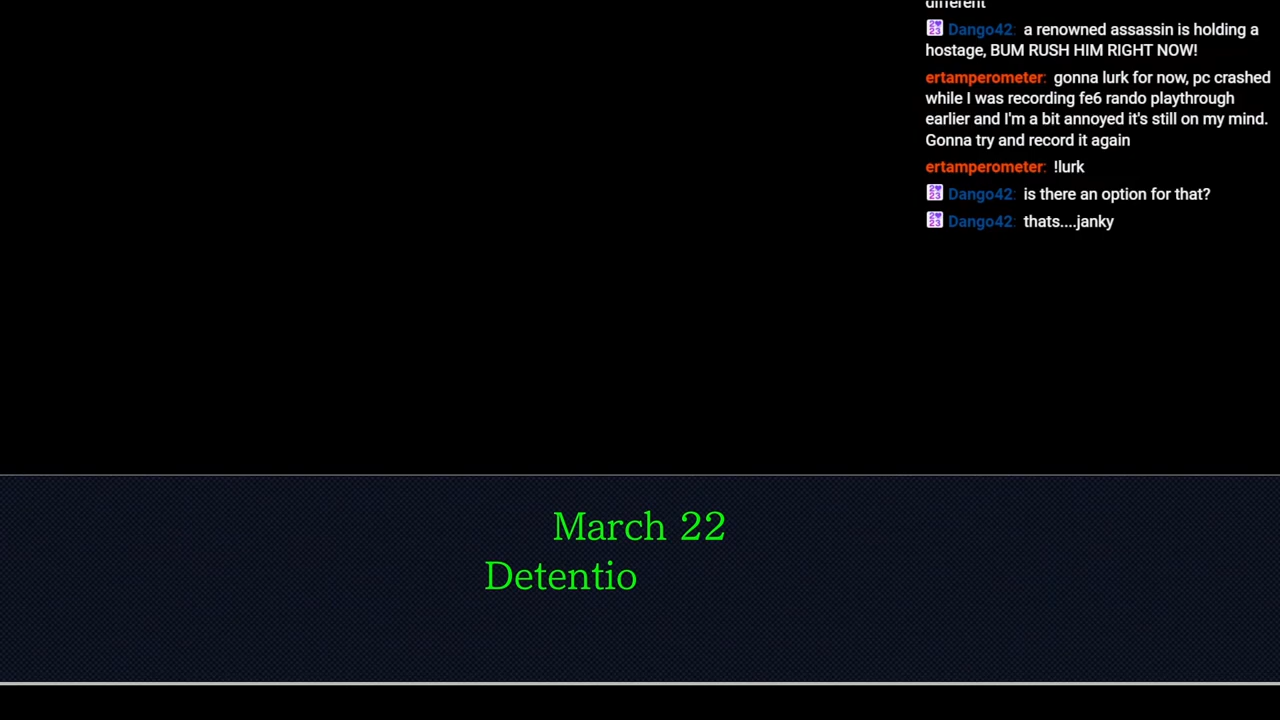 different
Dango42: a renowned assassin is holding a
hostage, BUM RUSH HIM RIGHT NOW!
ertamperometer: gonna lurk for now, pc crashed
while I was recording fe6 rando playthrough
earlier and I'm a bit annoyed it's still on my mind.
Gonna try and record it again
ertamperometer: !lurk
Dango42: is there an option for that?
Dango42: thats....janky
March 22
Detentio